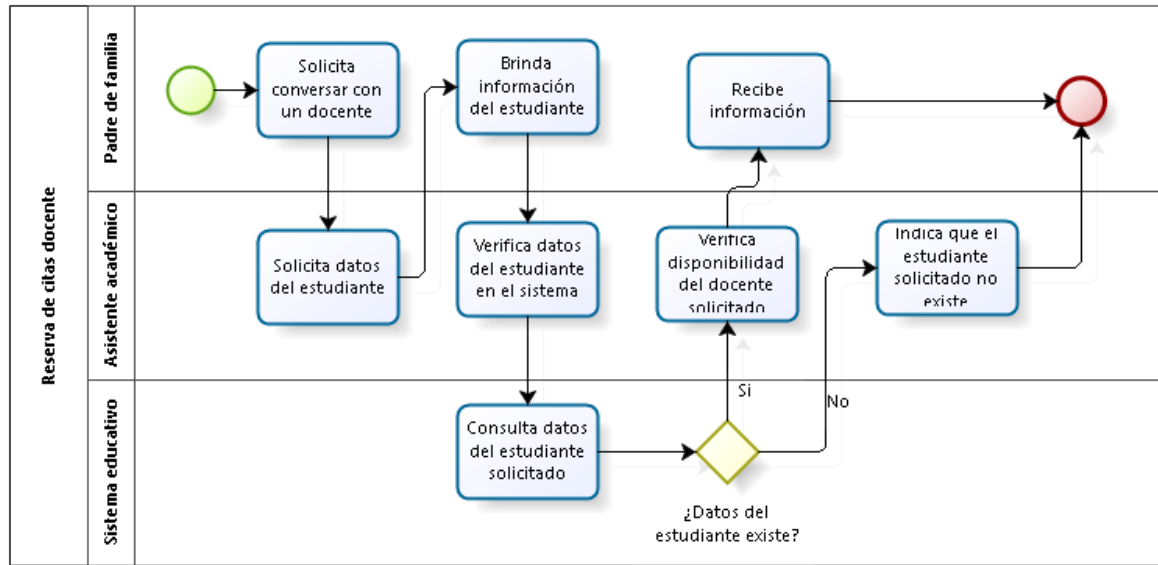 Reserva de citas docente
Padre de familia
Solicita
conversar con
un docente
Brinda
información
del estudiante
Recibe
información
Asistente académico
Solicita datos
del estudiante
Verifica datos
del estudiante
en el sistema
Verifica
disponibilidad
del docente
solicitado
Indica que el
estudiante
solicitado no
existe
Sistema educativo
Consulta datos
del estudiante
solicitado
Si
No
¿Datos del
estudiante existe?